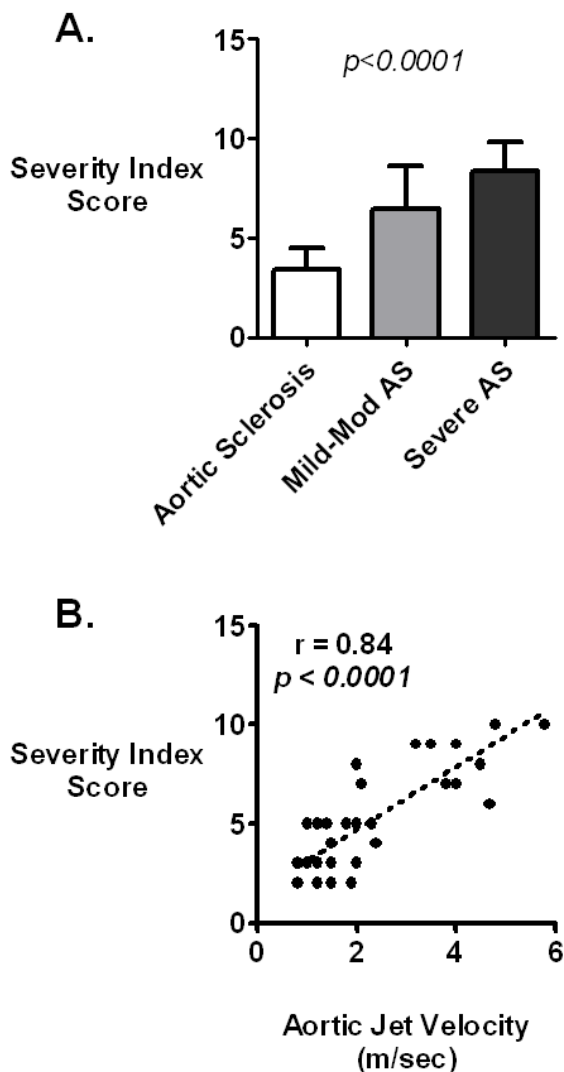 A.
15
p<0.0001
10
Severity Index
Score
5
0
Aortic Sclerosis
Mild-Mod AS
Severe AS
B.
15
r = 0.84
p < 0.0001
10
Severity Index
Score
5
0
0 2 4 6
Aortic Jet Velocity
(m/sec)